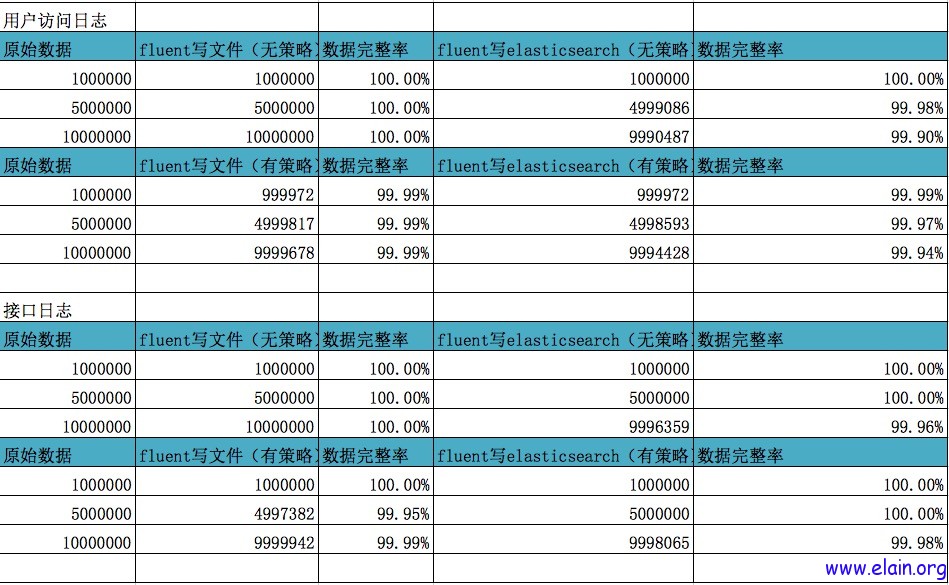 用户访问日志
原始数据 fluent写文件（无策略） 数据完整率 fluent写elasticsearch（无策略） 数据完整率
1000000 1000000 100.00% 1000000 100.00%
5000000 5000000 100.00% 4999086 99.98%
10000000 10000000 100.00% 9990487 99.90%
原始数据 fluent写文件（有策略） 数据完整率 fluent写elasticsearch（有策略） 数据完整率
1000000 999972 99.99% 999972 99.99%
5000000 4999817 99.99% 4998593 99.97%
10000000 9999678 99.99% 9994428 99.94%
接口日志
原始数据 fluent写文件（无策略） 数据完整率 fluent写elasticsearch（无策略） 数据完整率
1000000 1000000 100.00% 1000000 100.00%
5000000 5000000 100.00% 5000000 100.00%
10000000 10000000 100.00% 9996359 99.96%
原始数据 fluent写文件（有策略） 数据完整率 fluent写elasticsearch（有策略） 数据完整率
1000000 1000000 100.00% 1000000 100.00%
5000000 4997382 99.95% 5000000 100.00%
10000000 9999942 99.99% 9998065 99.98%
www.elain.org